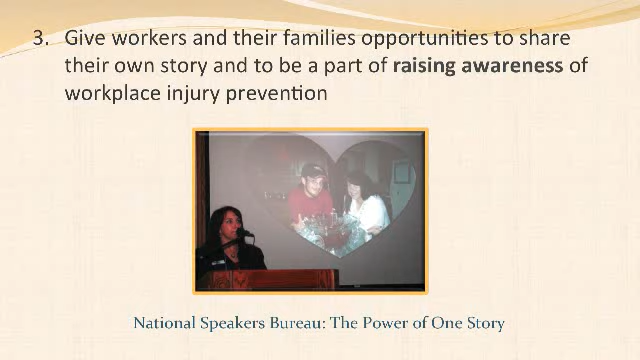 3. Give workers and their families opportunities to share
their own story and to be a part of raising awareness of
workplace injury prevention
National Speakers Bureau: The Power of One Story